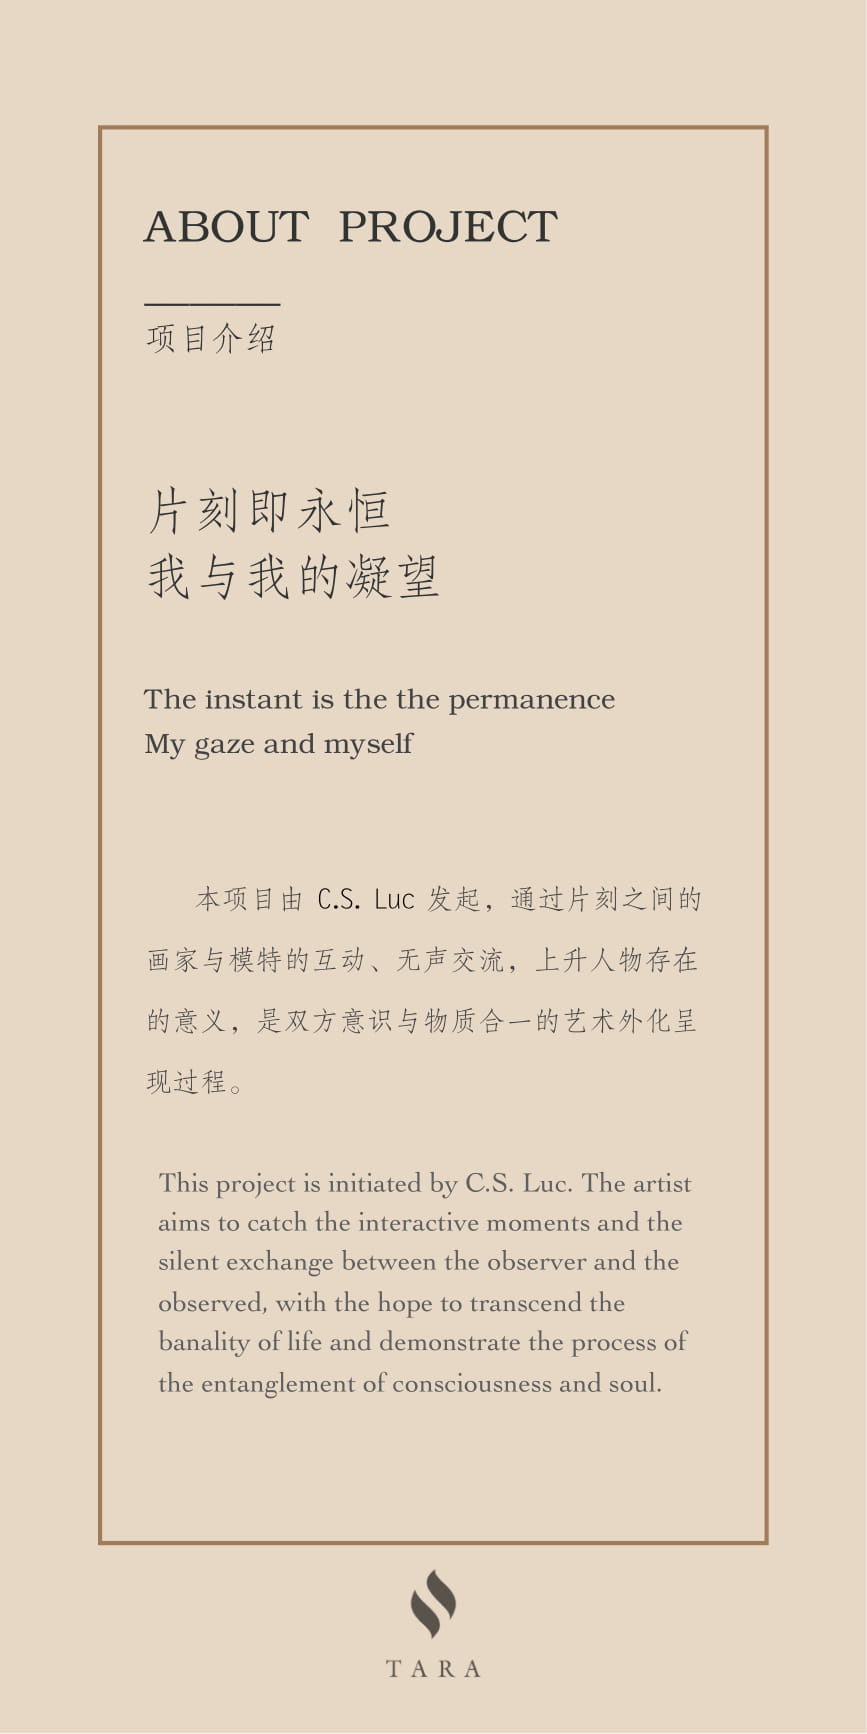 ABOUT PROJECT
项目介绍
片刻即永恒
我与我的凝望
The instant is the the permanence
My gaze and myself
本项目由 C.S. Luc 发起，通过片刻之间的
画家与模特的互动、无声交流，上升人物存在
的意义，是双方意识与物质合一的艺术外化呈
现过程。
This project is initiated by C.S. Luc. The artist
aims to catch the interactive moments and the
silent exchange between the observer and the
observed, with the hope to transcend the
banality of life and demonstrate the process of
the entanglement of consciousness and soul.
TARA